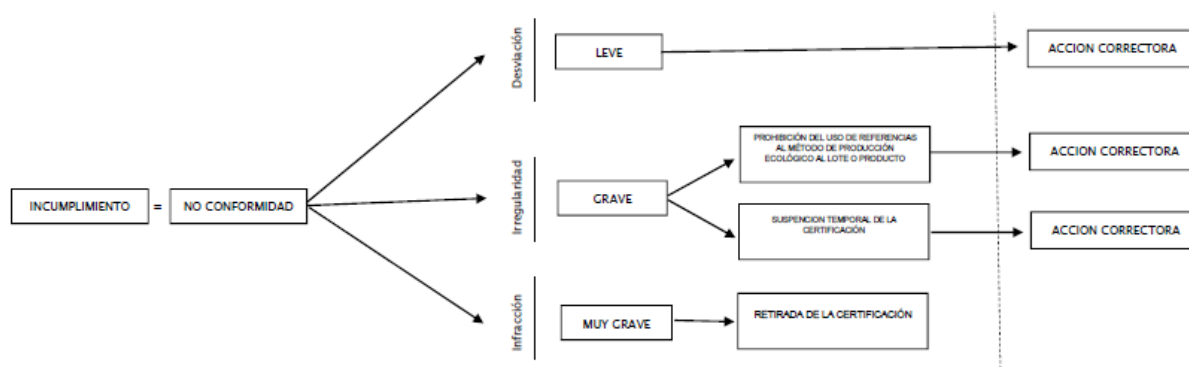 Desviación
LEVE
ACCION CORRECTORA
INCUMPLIMIENTO
=
NO CONFORMIDAD
Irregularidad
GRAVE
PROHIBICIÓN DEL USO DE REFERENCIAS
AL MÉTODO DE PRODUCCIÓN
ECOLÓGICO AL LOTE O PRODUCTO
ACCION CORRECTORA
SUSPENCION TEMPORAL DE LA
CERTIFICACIÓN
ACCION CORRECTORA
Infracción
MUY GRAVE
RETIRADA DE LA CERTIFICACIÓN